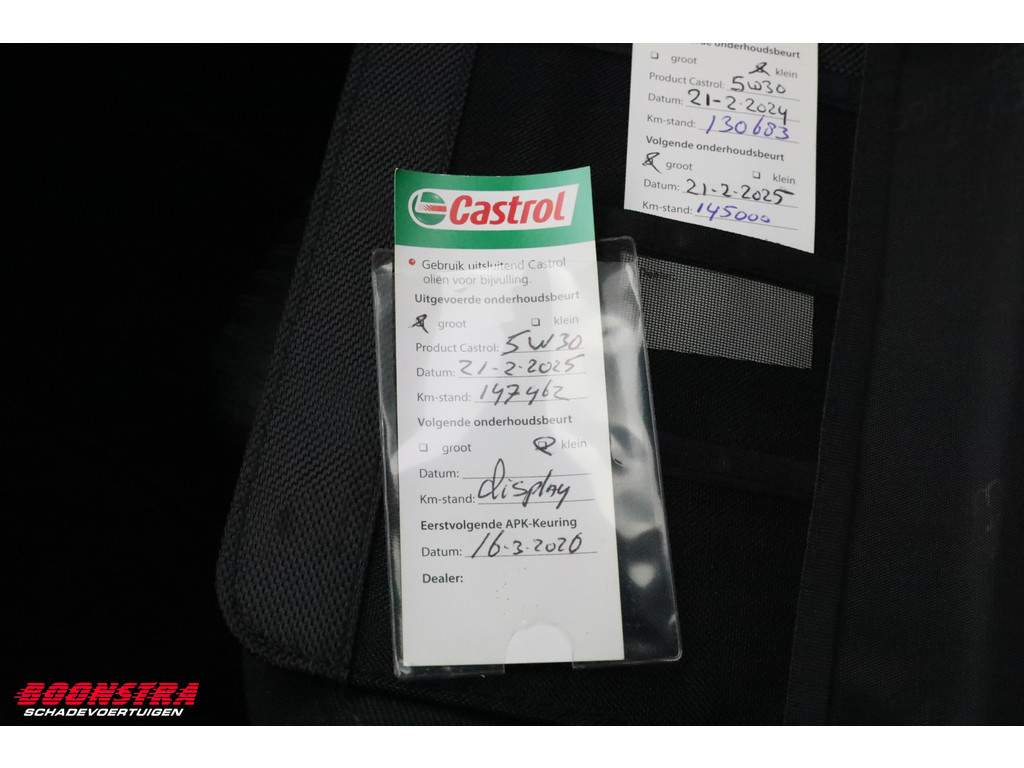 onderhoudsbeurt
groot
klein
Product Castrol: 5W30
Datum: 21-2-2024
Km-stand: 130683
Volgende onderhoudsbeurt
groot
klein
Datum: 21-2-2025
Km-stand: 145000
Castrol
Gebruik uitsluitend Castrol
oliën voor bijvulling.
Uitgevoerde onderhoudsbeurt
groot klein
Product Castrol: 5W30
Datum: 21-2-2025
Km-stand: 147462
Volgende onderhoudsbeurt
groot klein
Datum:
Km-stand: display
Eerstvolgende APK-Keuring
Datum: 16-3-2026
Dealer:
BOONSTRA
SCHADEVOERTUIGEN